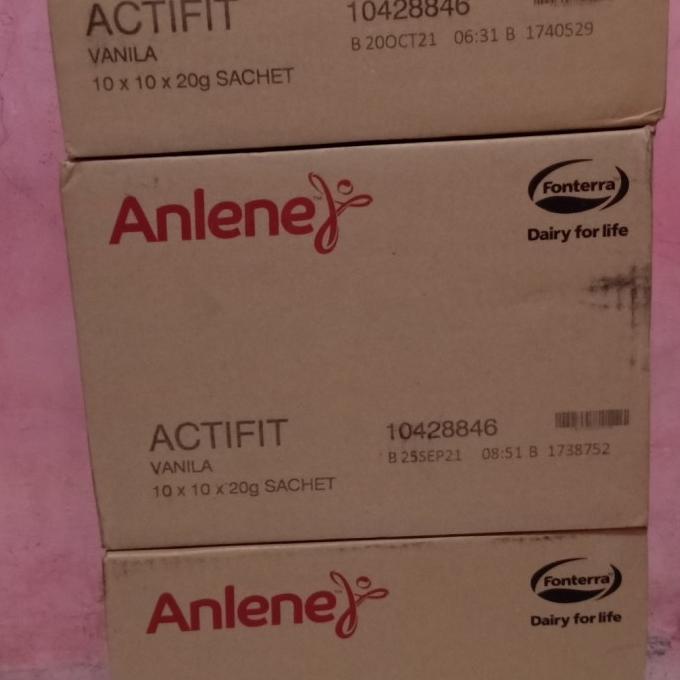 ACTIFIT
VANILA
10 x 10 x 20g SACHET
10428846
B 20OCT21 06:31 B 1740529
Anlene
Fonterra
Dairy for life
ACTIFIT
VANILA
10 x 10 x 20g SACHET
10428846
B 25SEP21 08:51 B 1738752
Anlene
Fonterra
Dairy for life